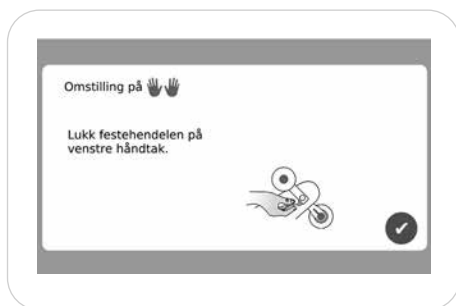 Omstilling på
Lukk festehendelen på
venstre håndtak.